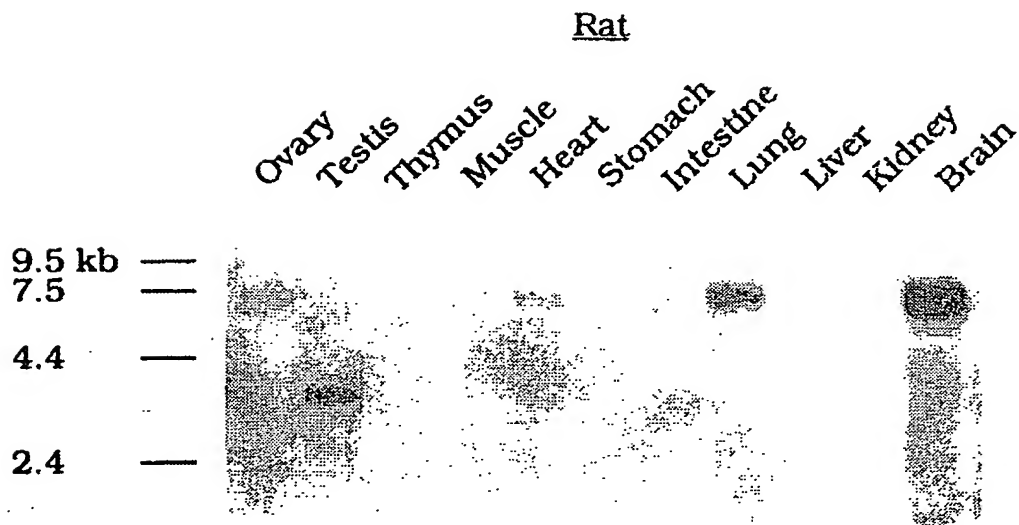 Rat
Ovary
Testis
Thymus
Muscle
Heart
Stomach
Intestine
Lung
Liver
Kidney
Brain
9.5 kb
7.5
4.4
2.4